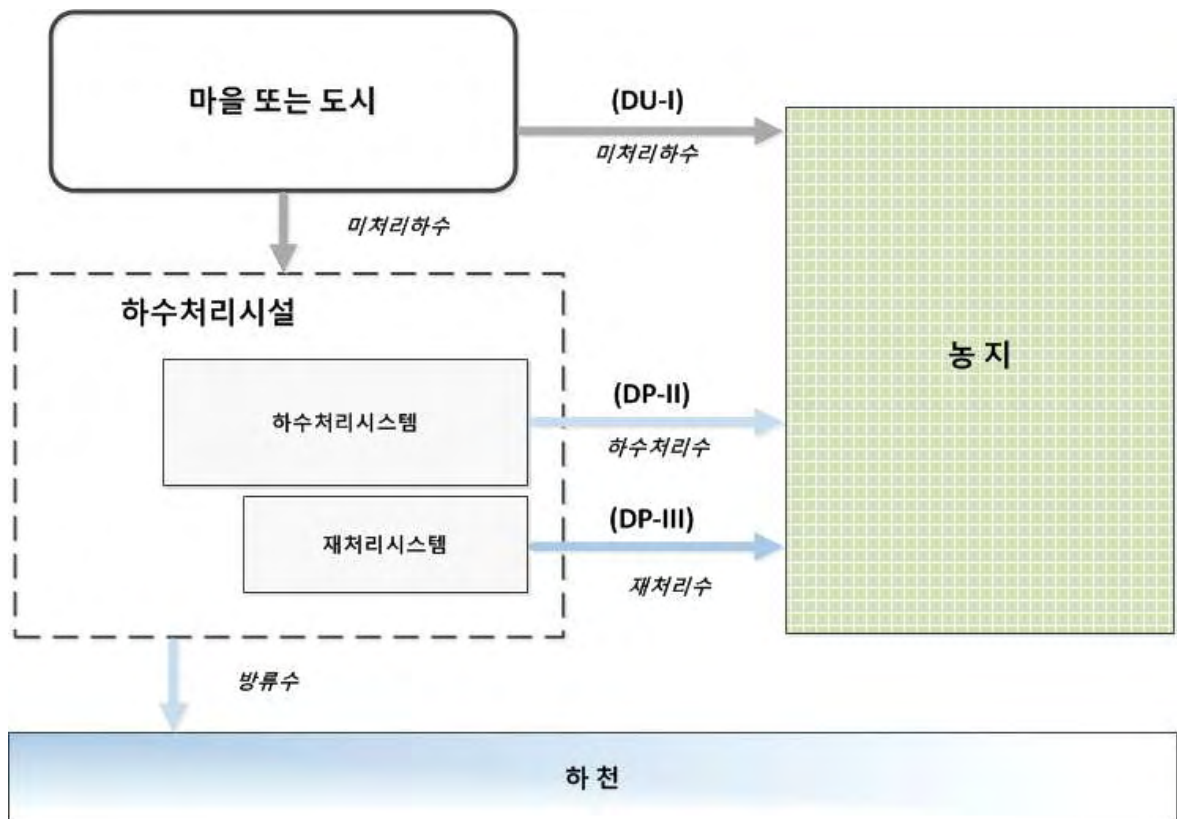 마을 또는 도시
(DU-I)
미처리하수
미처리하수
하수처리시설
농 지
하수처리시스템
(DP-II)
하수처리수
재처리시스템
(DP-III)
재처리수
방류수
하 천